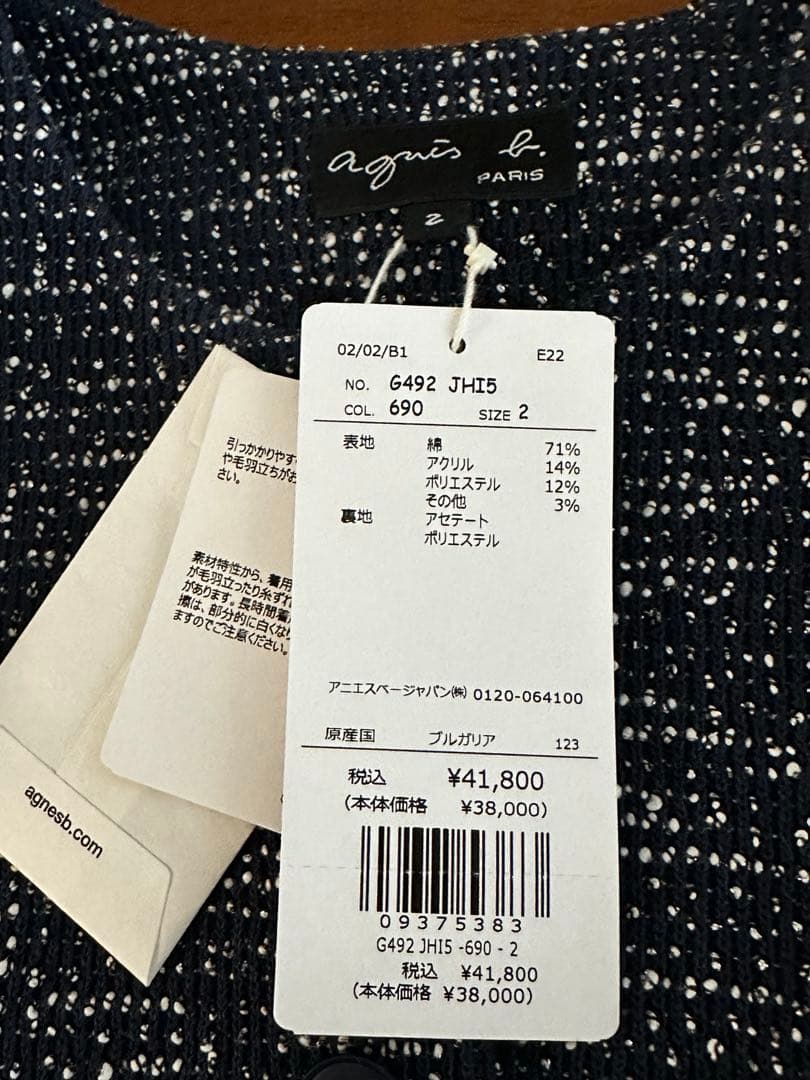 agnès b.
PARIS
2
02/02/B1 E22
NO. G492 JHI5
COL. 690 SIZE 2
表地 綿 71%
アクリル 14%
ポリエステル 12%
その他 3%
裏地 アセテート
ポリエステル
アニエスベージャパン㈱ 0120-064100
原産国 ブルガリア 123
税込 ¥41,800
(本体価格 ¥38,000)
09375383
G492 JHI5 -690 - 2
税込 ¥41,800
(本体価格 ¥38,000)
引っかかりやす
や毛羽立ちがお
さい。
素材特性から、着用
が毛羽立ったり糸ずれ
があります。長時間着
擦は、部分的に白くな
ますのでご注意ください。
agnesb.com